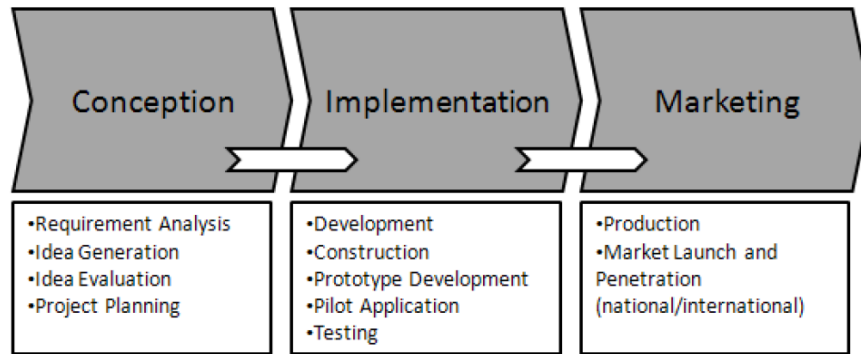 Conception
Implementation
Marketing
•Requirement Analysis
•Idea Generation
•Idea Evaluation
•Project Planning
•Development
•Construction
•Prototype Development
•Pilot Application
•Testing
•Production
•Market Launch and
Penetration
(national/international)